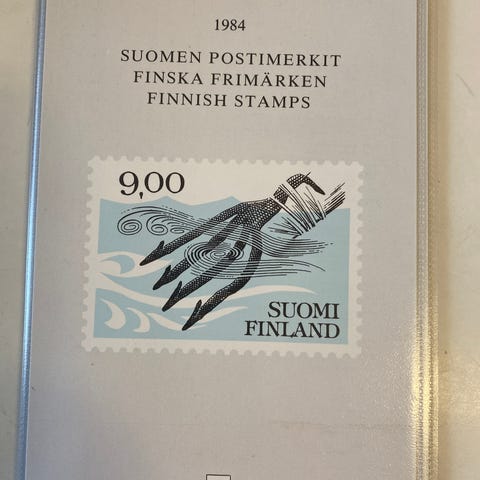 1984
SUOMEN POSTIMERKIT
FINSKA FRIMÄRKEN
FINNISH STAMPS
9,00
SUOMI
FINLAND